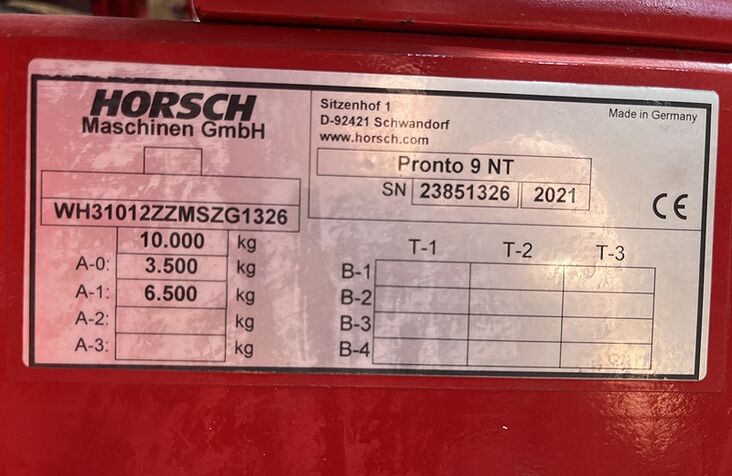 HORSCH
Maschinen GmbH
Sitzenhof 1
D-92421 Schwandorf
www.horsch.com
Made in Germany
Pronto 9 NT
SN 23851326 2021
CE
WH31012ZZMSZG1326
10.000 kg
A-0: 3.500 kg
A-1: 6.500 kg
A-2: kg
A-3: kg
T-1 T-2 T-3
B-1
B-2
B-3
B-4